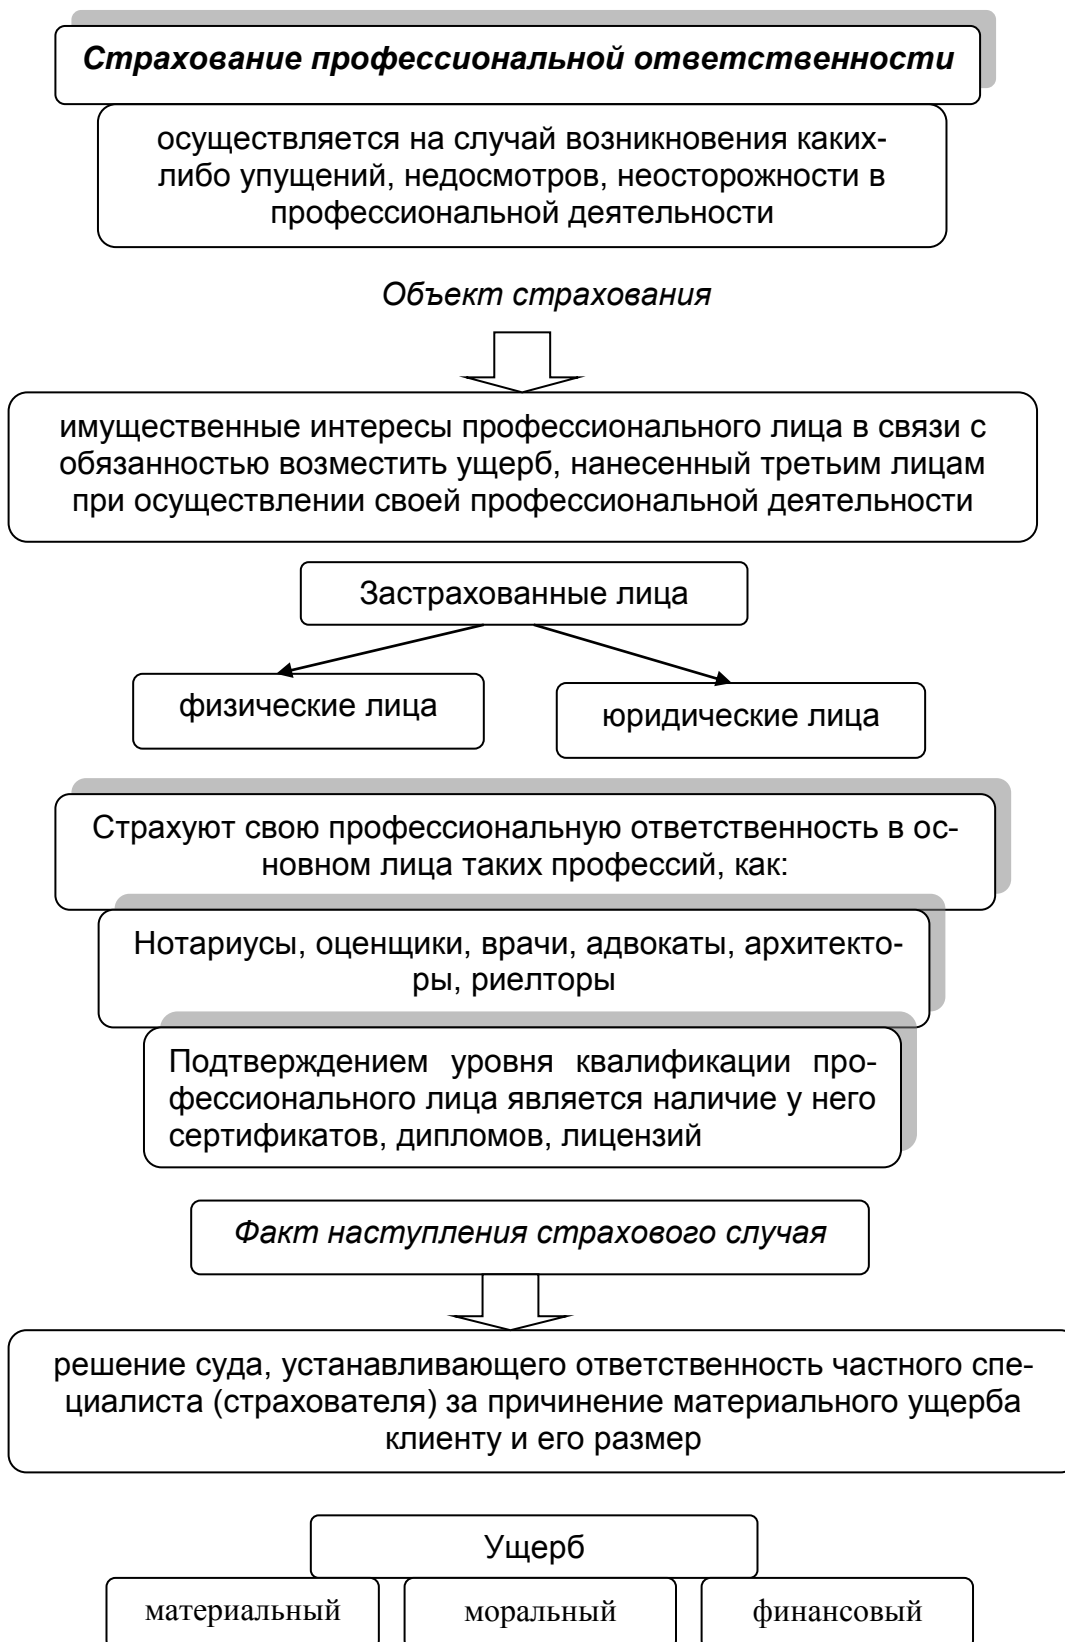 Страхование профессиональной ответственности
осуществляется на случай возникновения каких-
либо упущений, недосмотров, неосторожности в
профессиональной деятельности
Объект страхования
имущественные интересы профессионального лица в связи с
обязанностью возместить ущерб, нанесенный третьим лицам
при осуществлении своей профессиональной деятельности
Застрахованные лица
физические лица
юридические лица
Страхуют свою профессиональную ответственность в ос-
новном лица таких профессий, как:
Нотариусы, оценщики, врачи, адвокаты, архитекто-
ры, риелторы
Подтверждением уровня квалификации про-
фессионального лица является наличие у него
сертификатов, дипломов, лицензий
Факт наступления страхового случая
решение суда, устанавливающего ответственность частного спе-
циалиста (страхователя) за причинение материального ущерба
клиенту и его размер
Ущерб
материальный
моральный
финансовый